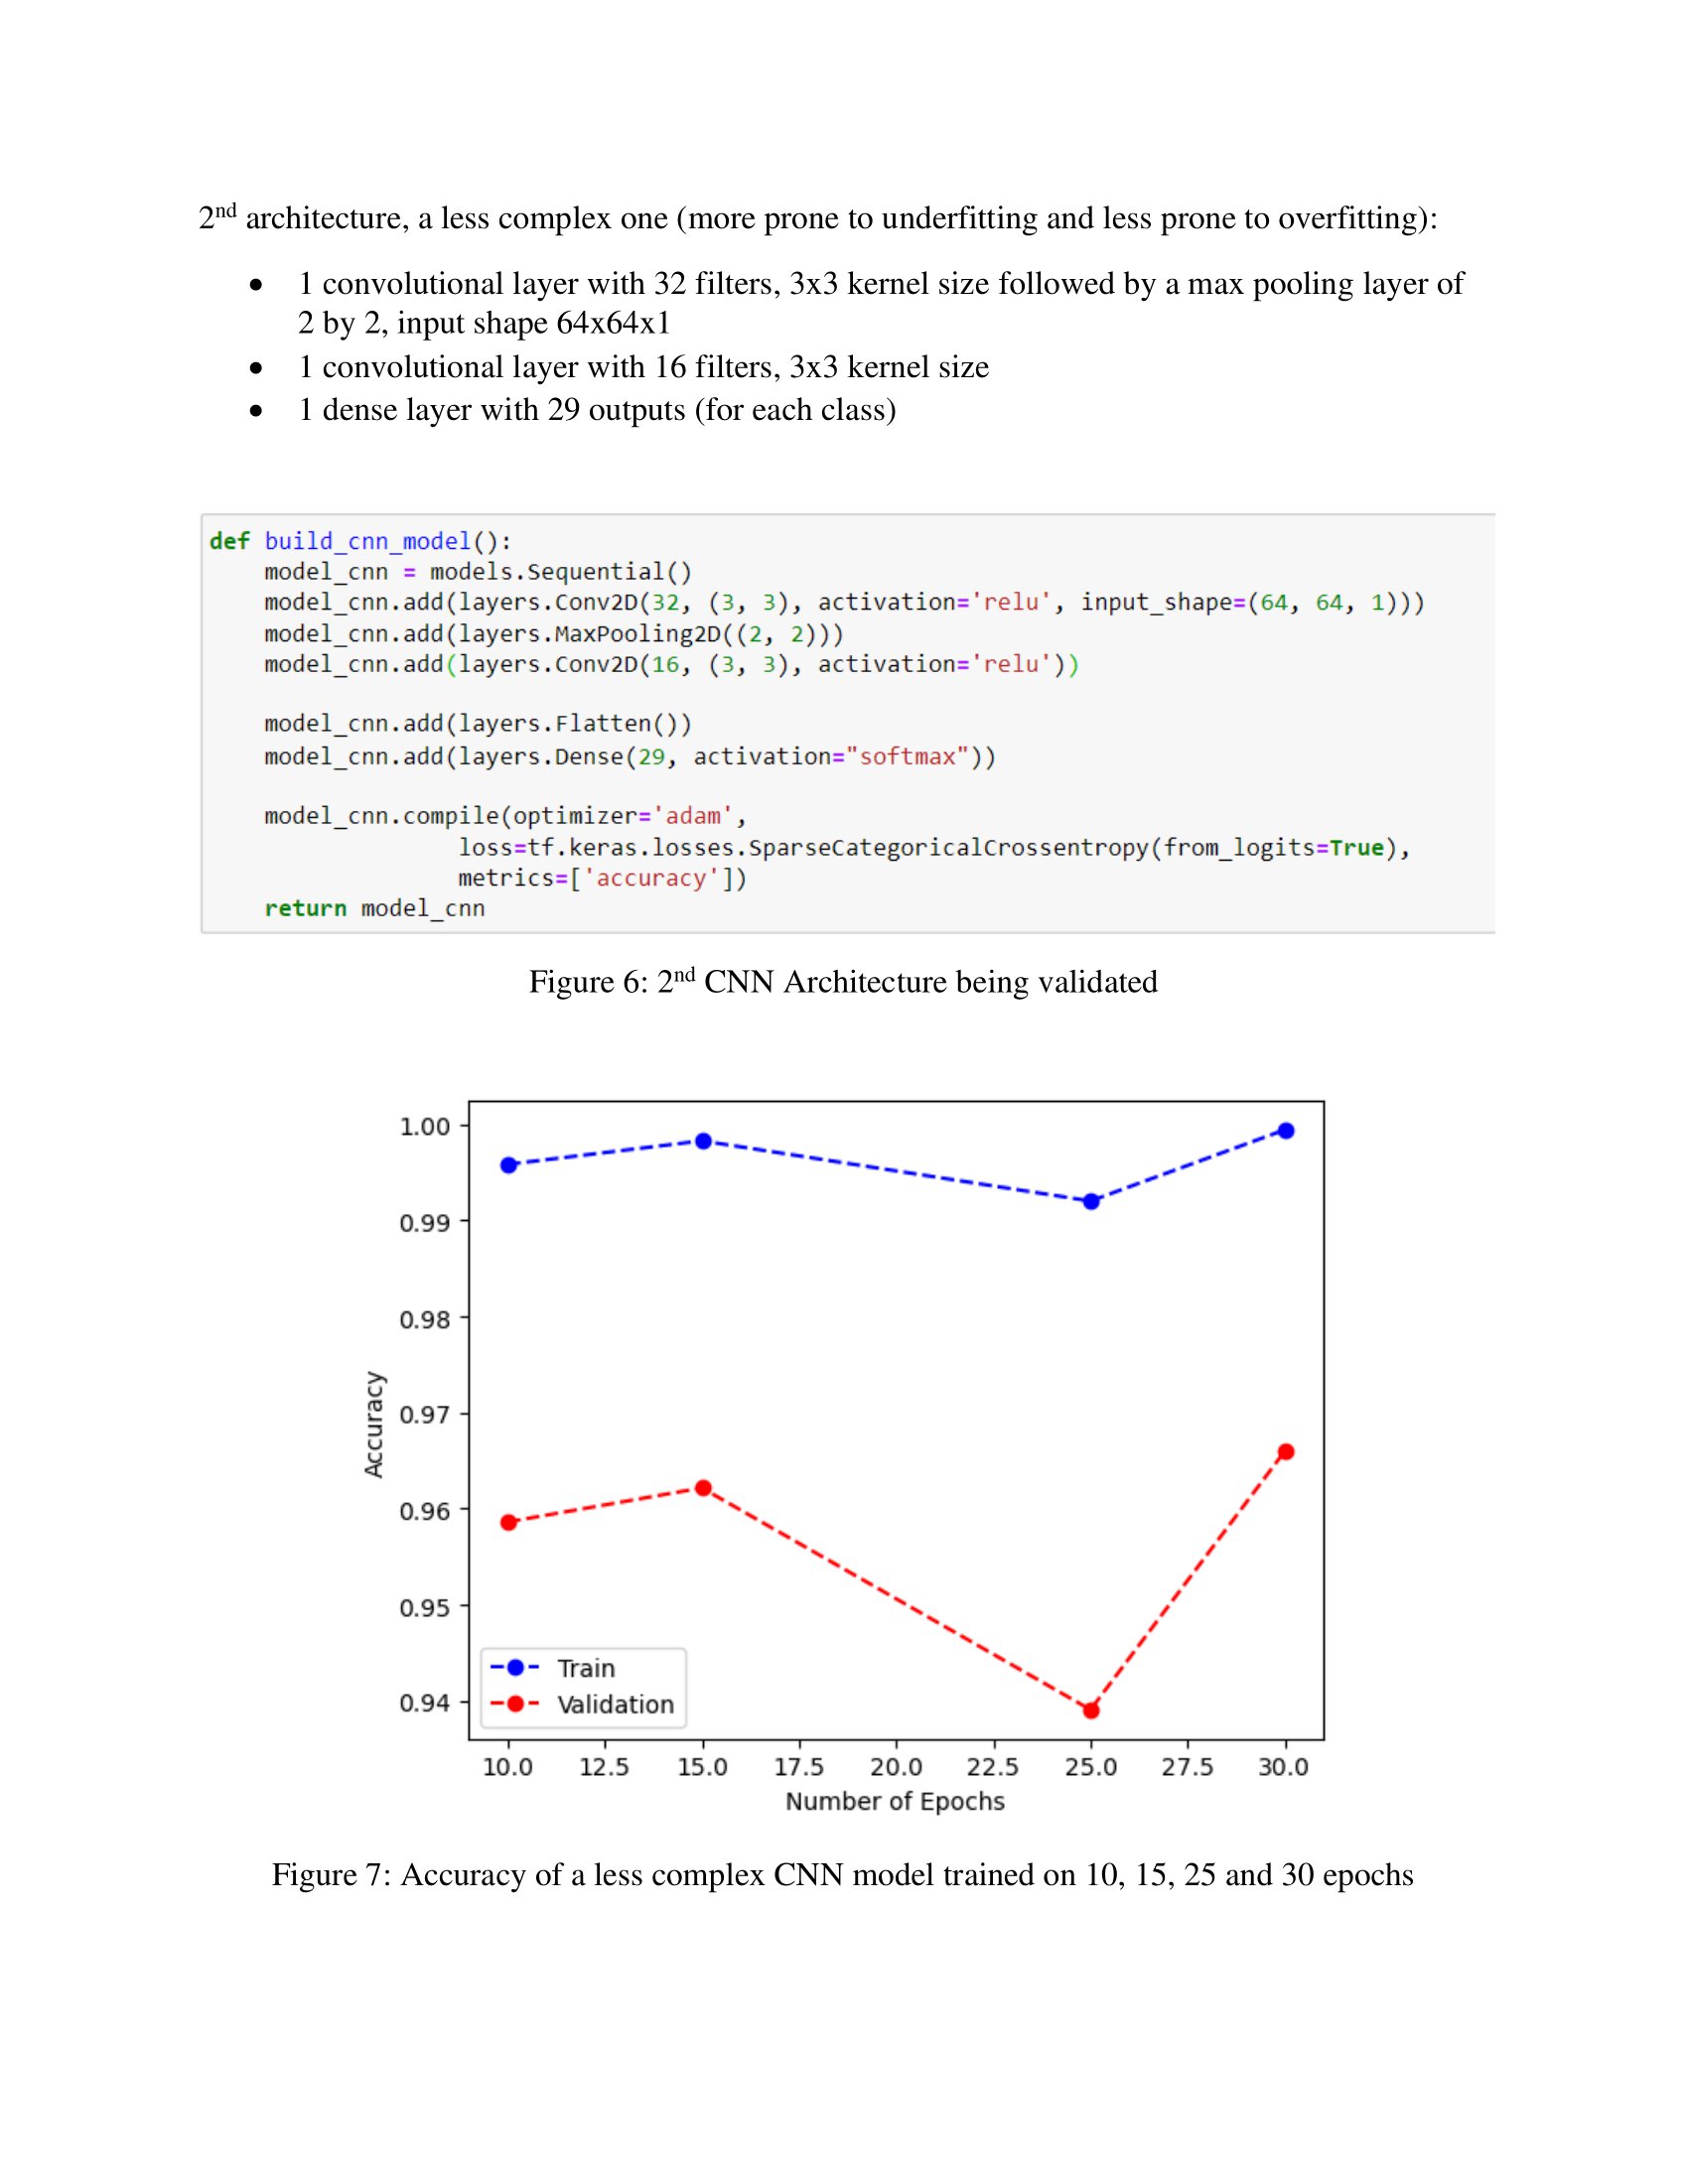 2nd architecture, a less complex one (more prone to underfitting and less prone to overfitting):
• 1 convolutional layer with 32 filters, 3x3 kernel size followed by a max pooling layer of
2 by 2, input shape 64x64x1
• 1 convolutional layer with 16 filters, 3x3 kernel size
• 1 dense layer with 29 outputs (for each class)
def build_cnn_model():
    model_cnn = models.Sequential()
    model_cnn.add(layers.Conv2D(32, (3, 3), activation='relu', input_shape=(64, 64, 1)))
    model_cnn.add(layers.MaxPooling2D((2, 2)))
    model_cnn.add(layers.Conv2D(16, (3, 3), activation='relu'))
    model_cnn.add(layers.Flatten())
    model_cnn.add(layers.Dense(29, activation="softmax"))
    model_cnn.compile(optimizer='adam',
                  loss=tf.keras.losses.SparseCategoricalCrossentropy(from_logits=True),
                  metrics=['accuracy'])
    return model_cnn
Figure 6: 2nd CNN Architecture being validated
1.00
0.99
0.98
0.97
0.96
0.95
0.94
Accuracy
Train
Validation
10.0 12.5 15.0 17.5 20.0 22.5 25.0 27.5 30.0
Number of Epochs
Figure 7: Accuracy of a less complex CNN model trained on 10, 15, 25 and 30 epochs